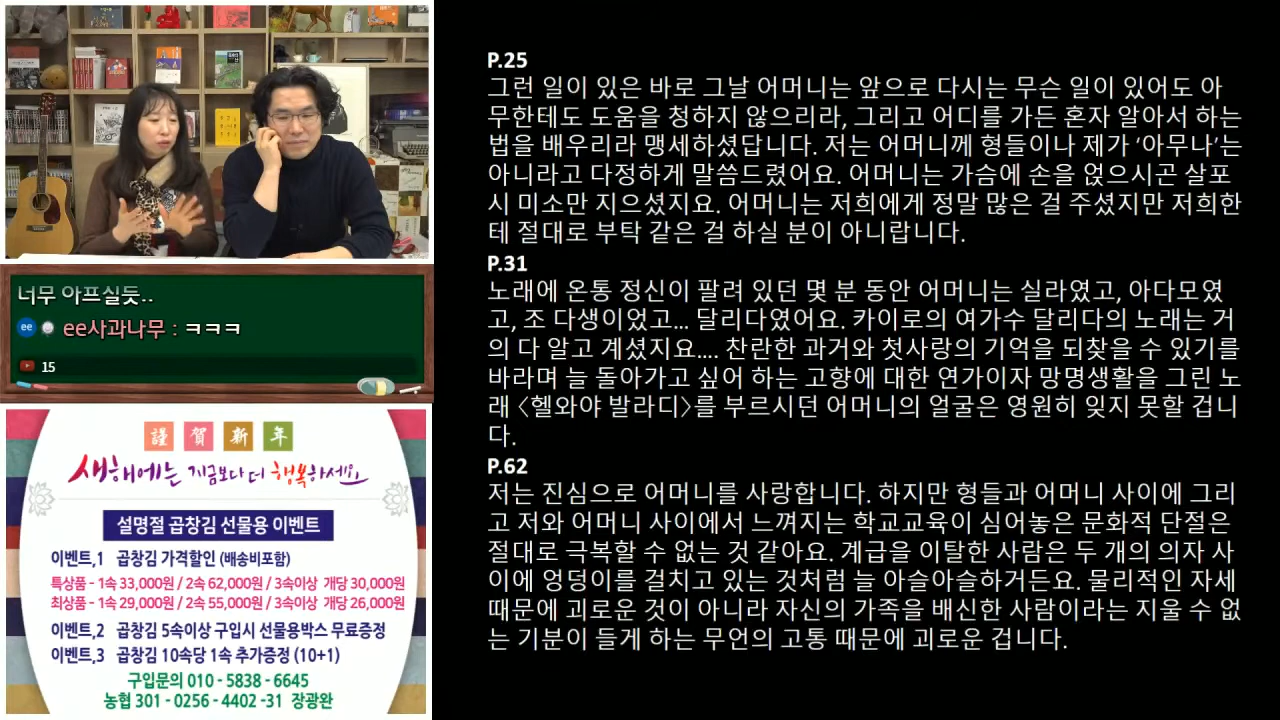 너무 아프실듯..
ee ee사과나무 : ㅋㅋㅋ
15
謹 賀 新 年
새해에는 지금보다 더 행복하세요
설명절 곱창김 선물용 이벤트
이벤트,1 곱창김 가격할인 (배송비포함)
특상품 - 1속 33,000원 / 2속 62,000원 / 3속이상 개당 30,000원
최상품 - 1속 29,000원 / 2속 55,000원 / 3속이상 개당 26,000원
이벤트,2 곱창김 5속이상 구입시 선물용박스 무료증정
이벤트,3 곱창김 10속당 1속 추가증정 (10+1)
구입문의 010 - 5838 - 6645
농협 301 - 0256 - 4402 -31 장광완
P.25
그런 일이 있은 바로 그날 어머니는 앞으로 다시는 무슨 일이 있어도 아
무한테도 도움을 청하지 않으리라, 그리고 어디를 가든 혼자 알아서 하는
법을 배우리라 맹세하셨답니다. 저는 어머니께 형들이나 제가 ‘아무나’는
아니라고 다정하게 말씀드렸어요. 어머니는 가슴에 손을 얹으시곤 살포
시 미소만 지으셨지요. 어머니는 저희에게 정말 많은 걸 주셨지만 저희한
테 절대로 부탁 같은 걸 하실 분이 아니랍니다.
P.31
노래에 온통 정신이 팔려 있던 몇 분 동안 어머니는 실라였고, 아다모였
고, 조 다생이었고... 달리다였어요. 카이로의 여가수 달리다의 노래는 거
의 다 알고 계셨지요.... 찬란한 과거와 첫사랑의 기억을 되찾을 수 있기를
바라며 늘 돌아가고 싶어 하는 고향에 대한 연가이자 망명생활을 그린 노
래 〈헬와야 발라디〉를 부르시던 어머니의 얼굴은 영원히 잊지 못할 겁니
다.
P.62
저는 진심으로 어머니를 사랑합니다. 하지만 형들과 어머니 사이에 그리
고 저와 어머니 사이에서 느껴지는 학교교육이 심어놓은 문화적 단절은
절대로 극복할 수 없는 것 같아요. 계급을 이탈한 사람은 두 개의 의자 사
이에 엉덩이를 걸치고 있는 것처럼 늘 아슬아슬하거든요. 물리적인 자세
때문에 괴로운 것이 아니라 자신의 가족을 배신한 사람이라는 지울 수 없
는 기분이 들게 하는 무언의 고통 때문에 괴로운 겁니다.